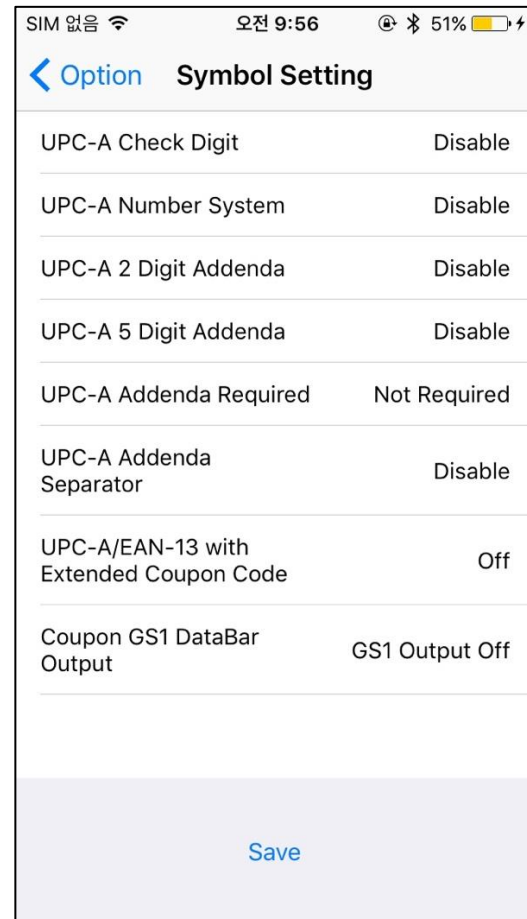 SIM 없음 오전 9:56 51%
Option Symbol Setting
UPC-A Check Digit Disable
UPC-A Number System Disable
UPC-A 2 Digit Addenda Disable
UPC-A 5 Digit Addenda Disable
UPC-A Addenda Required Not Required
UPC-A Addenda
Separator Disable
UPC-A/EAN-13 with
Extended Coupon Code Off
Coupon GS1 DataBar
Output GS1 Output Off
Save